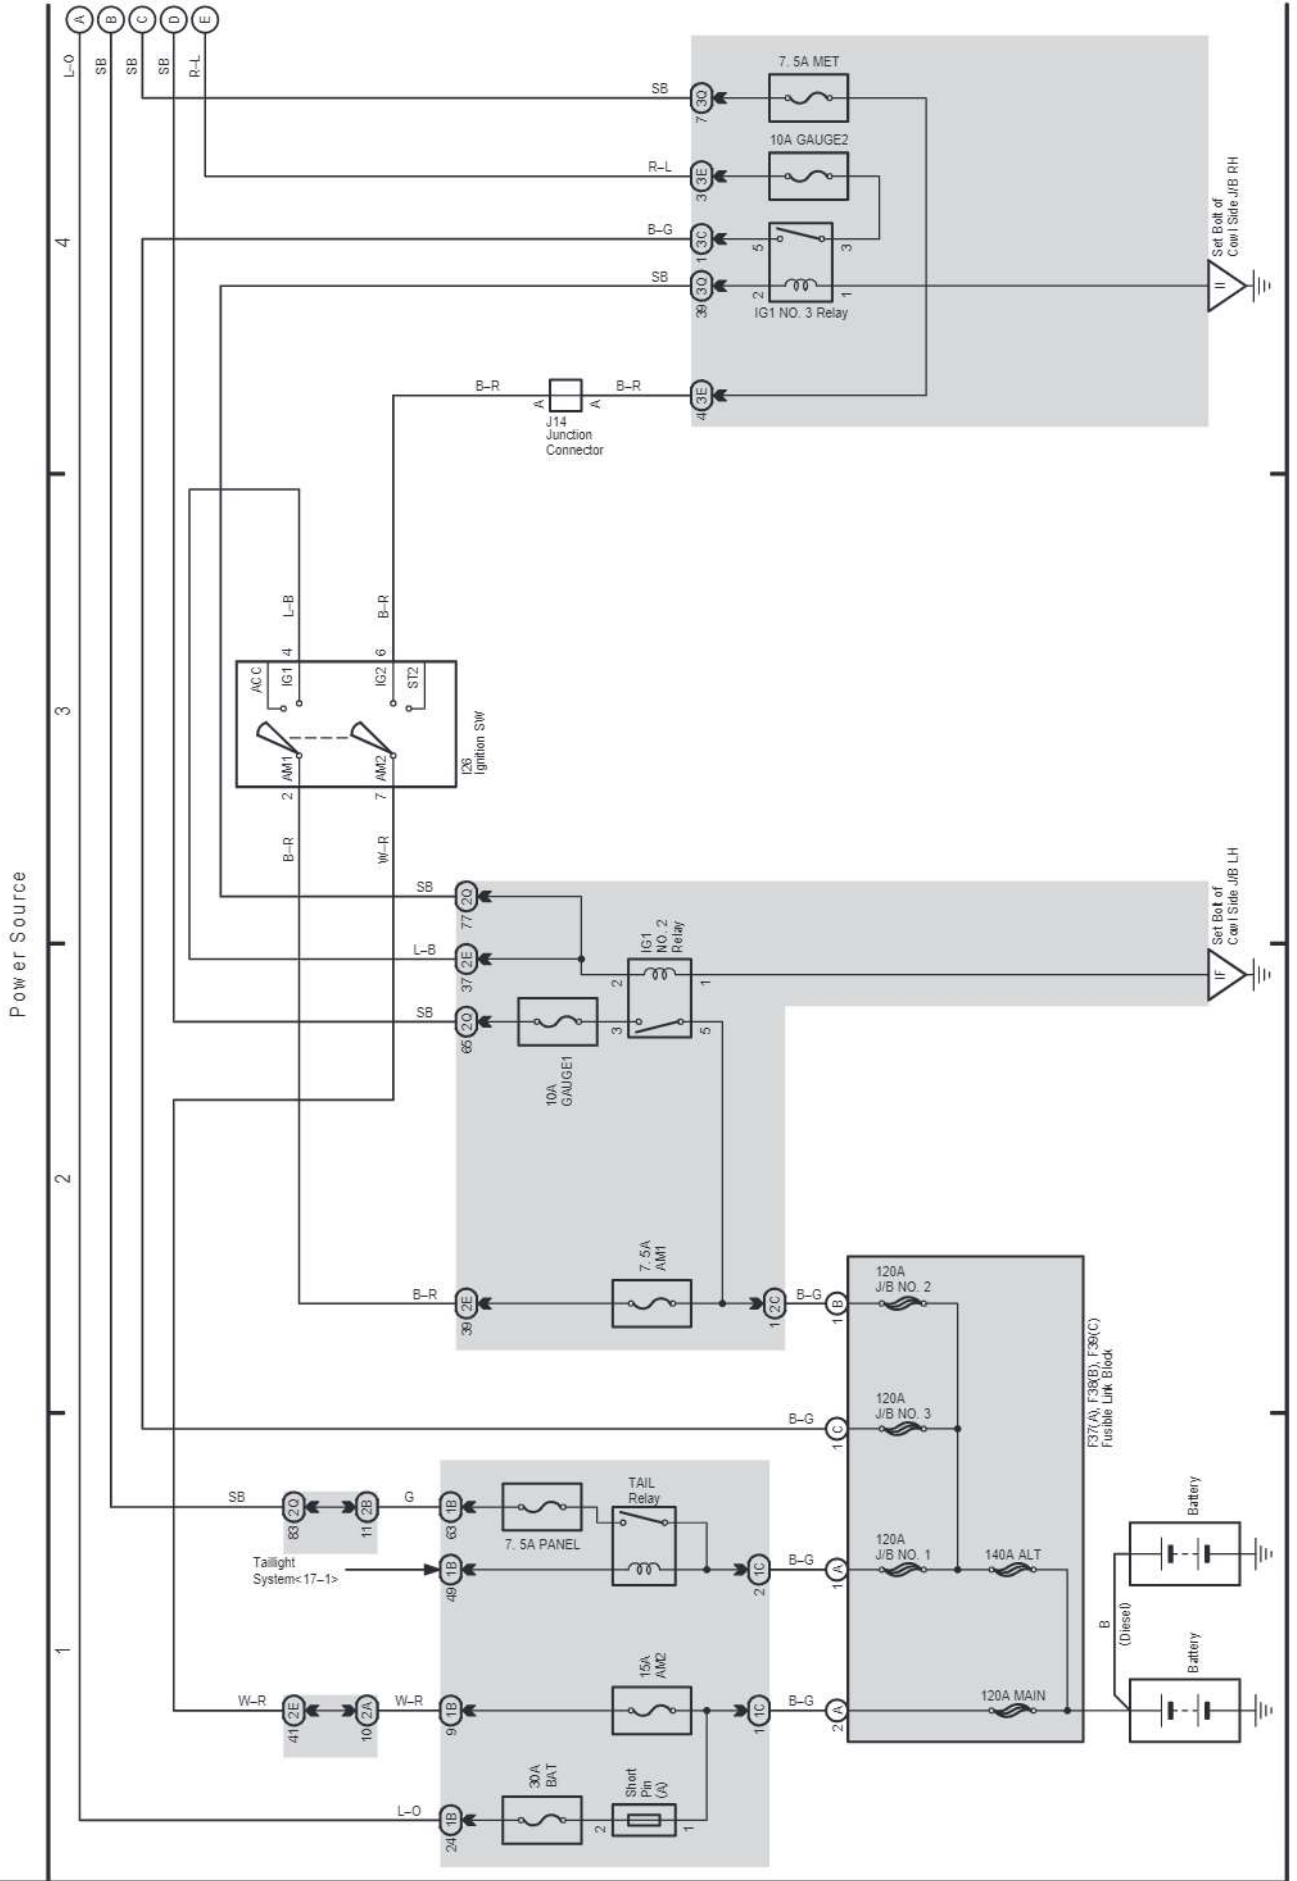 Power Source
A
B
C
D
E
L–O
SB
SB
SB
R–L
4
3
2
1
SB
7
3Q
7. 5A MET
R–L
3
3E
10A GAUGE2
B–G
1
3C
5
3
SB
39
3Q
2
1
IG1 NO. 3 Relay
B–R
A
A
B–R
4
3E
J14
Junction
Connector
II
Set Bolt of
Cowl Side J/B RH
L–B
B–R
4
6
ACC
IG1
IG2
ST2
AM1
AM2
2
7
I26
Ignition SW
B–R
W–R
SB
77
2Q
L–B
37
2E
SB
65
2Q
IG1
NO. 2
Relay
2
1
3
5
10A
GAUGE1
IF
Set Bolt of
Cowl Side J/B LH
B–R
39
2E
7. 5A
AM1
1
2C
B–G
1
B
120A
J/B NO. 2
B–G
1
C
120A
J/B NO. 3
F37(A), F38(B), F39(C)
Fusible Link Block
SB
83
2Q
11
2B
G
63
1B
7. 5A PANEL
TAIL
Relay
Taillight
System<17–1>
49
1B
2
1C
B–G
1
A
120A
J/B NO. 1
140A ALT
W–R
41
2E
10
2A
W–R
9
1B
15A
AM2
1
1C
B–G
2
A
120A MAIN
B
(Diesel)
Battery
Battery
L–O
24
1B
30A
BAT
2
1
Short
Pin
(A)